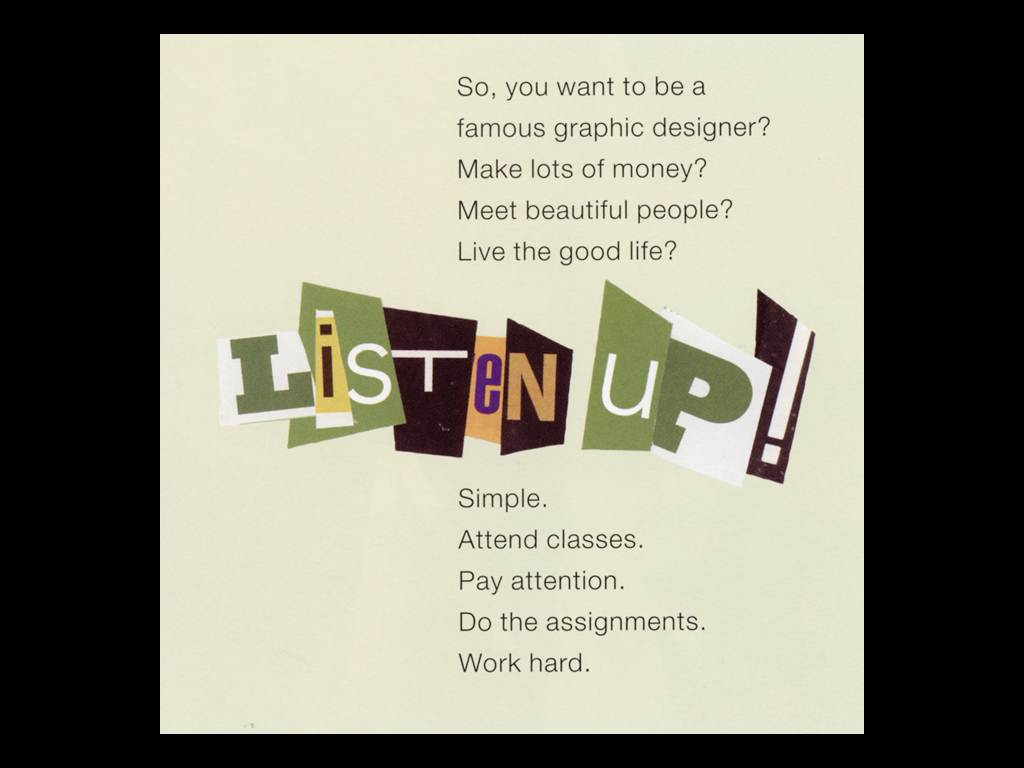 So, you want to be a
famous graphic designer?
Make lots of money?
Meet beautiful people?
Live the good life?
LiSTeN UP!
Simple.
Attend classes.
Pay attention.
Do the assignments.
Work hard.